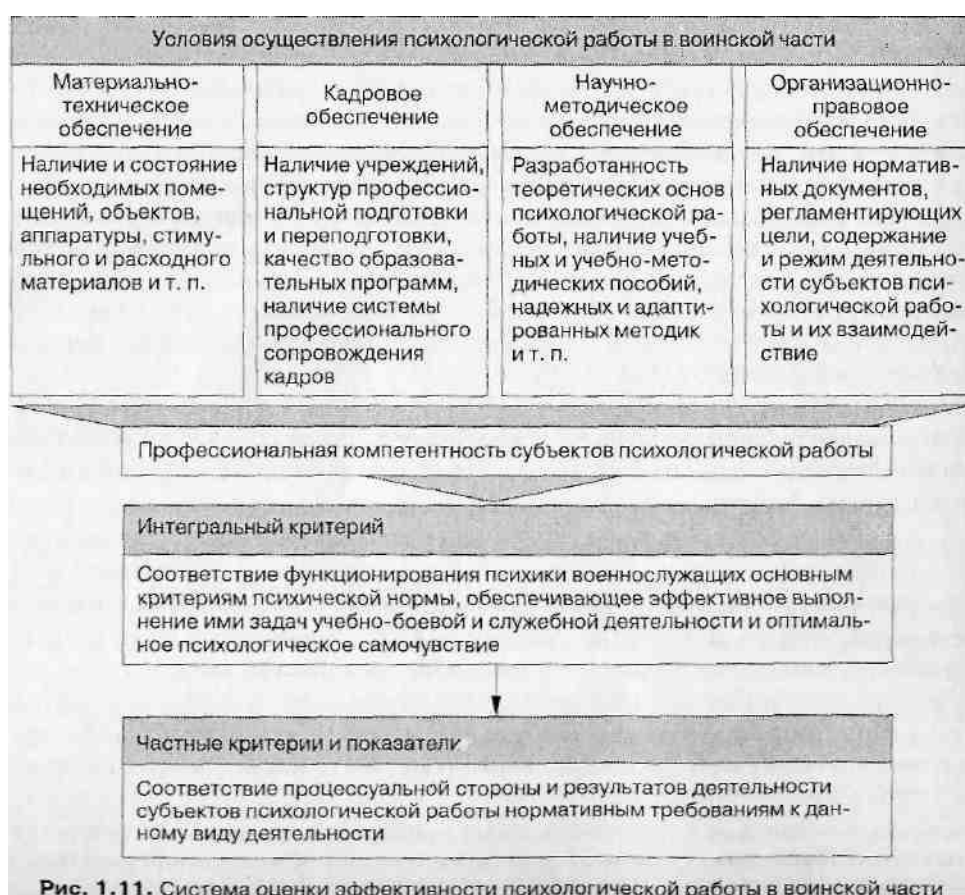 Условия осуществления психологической работы в воинской части
Материально-
техническое
обеспечение
Наличие и состояние
необходимых поме-
щений, объектов,
аппаратуры, стиму-
льного и расходного
материалов и т. п.
Кадровое
обеспечение
Наличие учреждений,
структур профессио-
нальной подготовки
и переподготовки,
качество образова-
тельных программ,
наличие системы
профессионального
сопровождения
кадров
Научно-
методическое
обеспечение
Разработанность
теоретических основ
психологической ра-
боты, наличие учеб-
ных и учебно-мето-
дических пособий,
надежных и адапти-
рованных методик
и т. п.
Организационно-
правовое
обеспечение
Наличие норматив-
ных документов,
регламентирующих
цели, содержание
и режим деятельно-
сти субъектов пси-
хологической рабо-
ты и их взаимодей-
ствие
Профессиональная компетентность субъектов психологической работы
Интегральный критерий
Соответствие функционирования психики военнослужащих основным
критериям психической нормы, обеспечивающее эффективное выпол-
нение ими задач учебно-боевой и служебной деятельности и оптималь-
ное психологическое самочувствие
Частные критерии и показатели
Соответствие процессуальной стороны и результатов деятельности
субъектов психологической работы нормативным требованиям к дан-
ному виду деятельности
Рис. 1.11. Система оценки эффективности психологической работы в воинской части